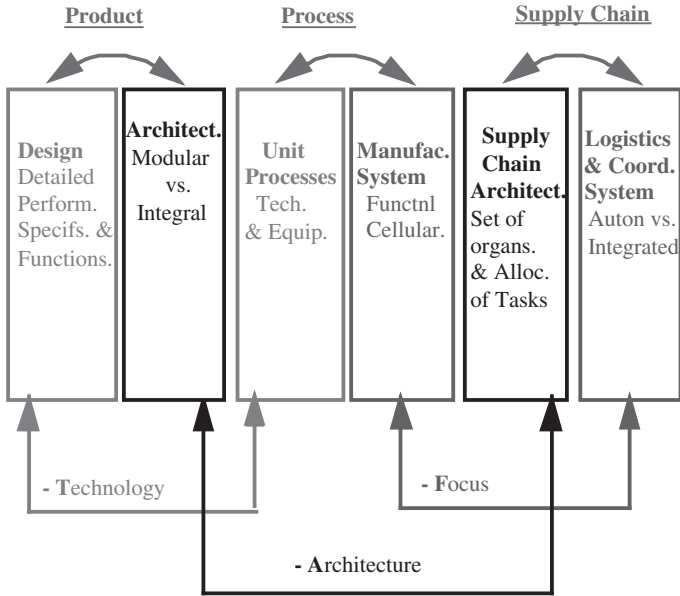 Product
Process
Supply Chain
Design
Detailed
Perform.
Specifs. &
Functions.
Architect.
Modular
vs.
Integral
Unit
Processes
Tech.
& Equip.
Manufac.
System
Functnl
Cellular.
Supply
Chain
Architect.
Set of
organs.
& Alloc.
of Tasks
Logistics
& Coord.
System
Auton vs.
Integrated
- Technology
- Focus
- Architecture